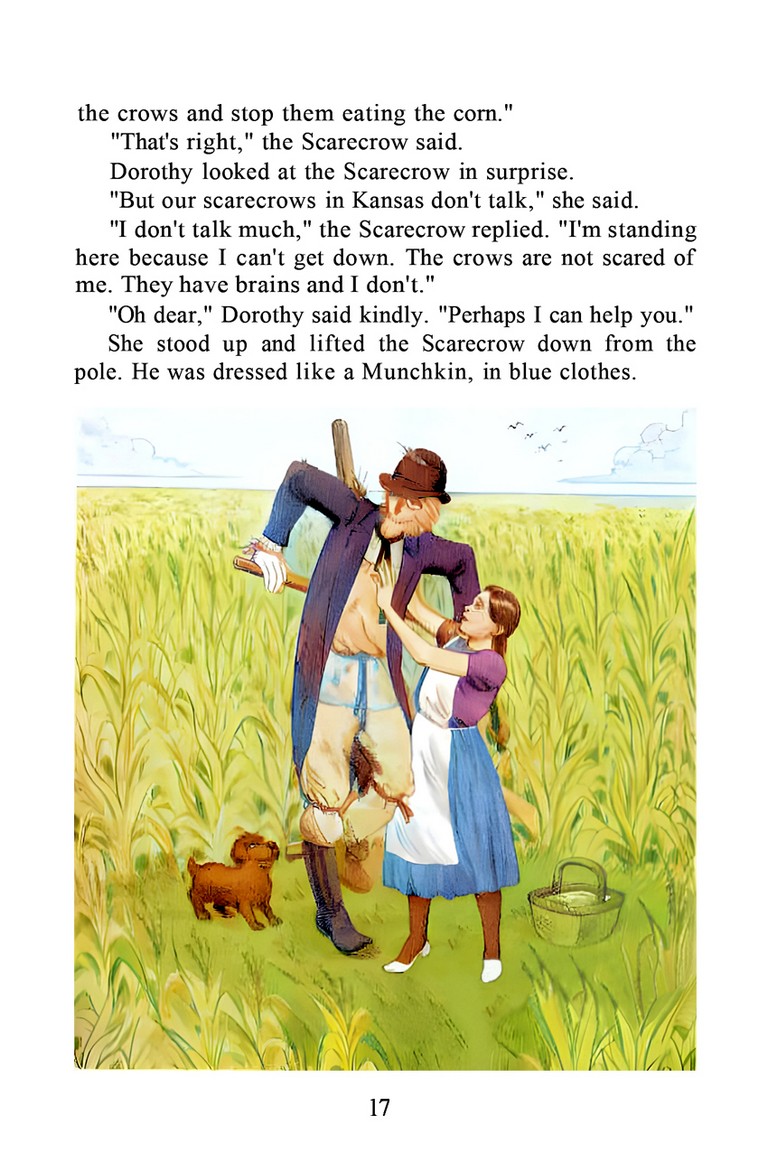 the crows and stop them eating the corn."
"That's right," the Scarecrow said.
Dorothy looked at the Scarecrow in surprise.
"But our scarecrows in Kansas don't talk," she said.
"I don't talk much," the Scarecrow replied. "I'm standing
here because I can't get down. The crows are not scared of
me. They have brains and I don't."
"Oh dear," Dorothy said kindly. "Perhaps I can help you."
She stood up and lifted the Scarecrow down from the
pole. He was dressed like a Munchkin, in blue clothes.
17